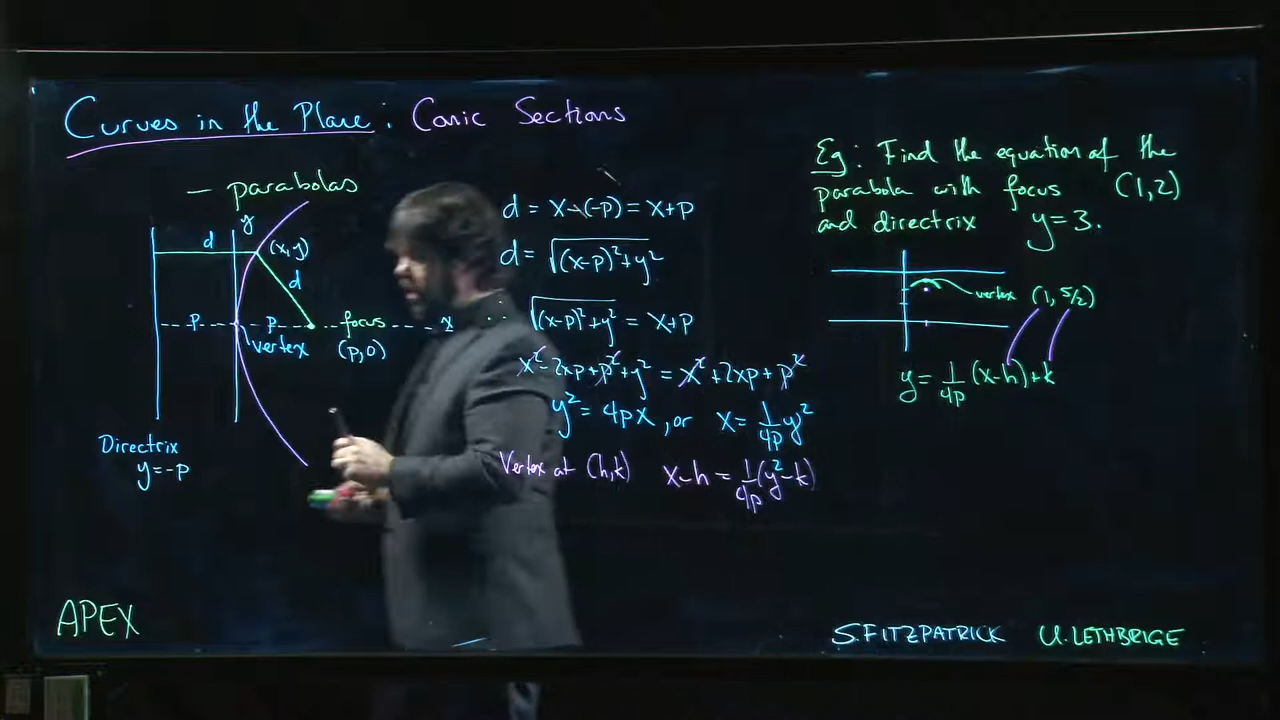 Curves in the Plane: Conic Sections
– parabolas
y
d
(x,y)
d
P
P
focus
x
vertex
(p,0)
Directrix
y=-p
d = x-(-p) = x+p
d = √(x-p)²+y²
∴ √(x-p)²+y² = x+p
x²-2xp+p²+y² = x²+2xp+p²
y² = 4px, or x = 1/4p y²
Vertex at (h,k) x-h = 1/4p (y²-k)
Eg: Find the equation of the
parabola with focus (1,2)
and directrix y=3.
vertex (1, 5/2)
y = 1/4p (x-h)+k
APEX
S.FITZPATRICK U.LETHBRIGE